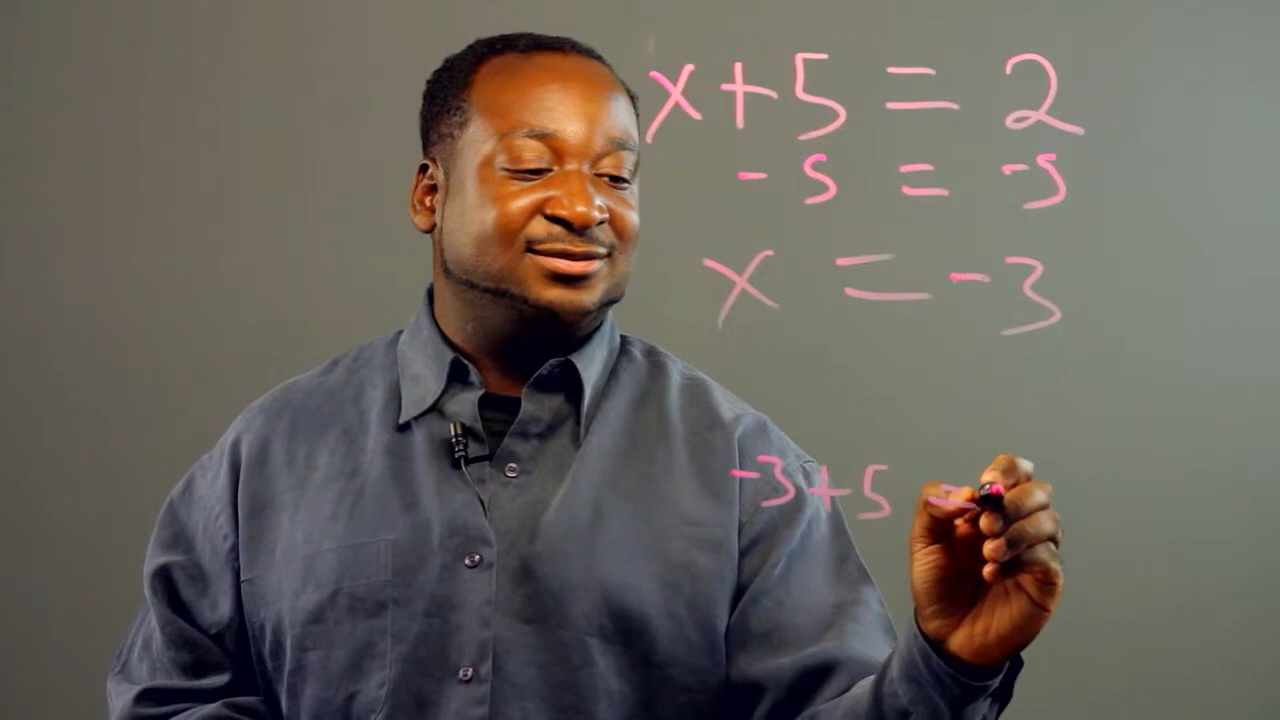 x + 5 = 2
- 5 = -5
x = -3
-3 + 5 =